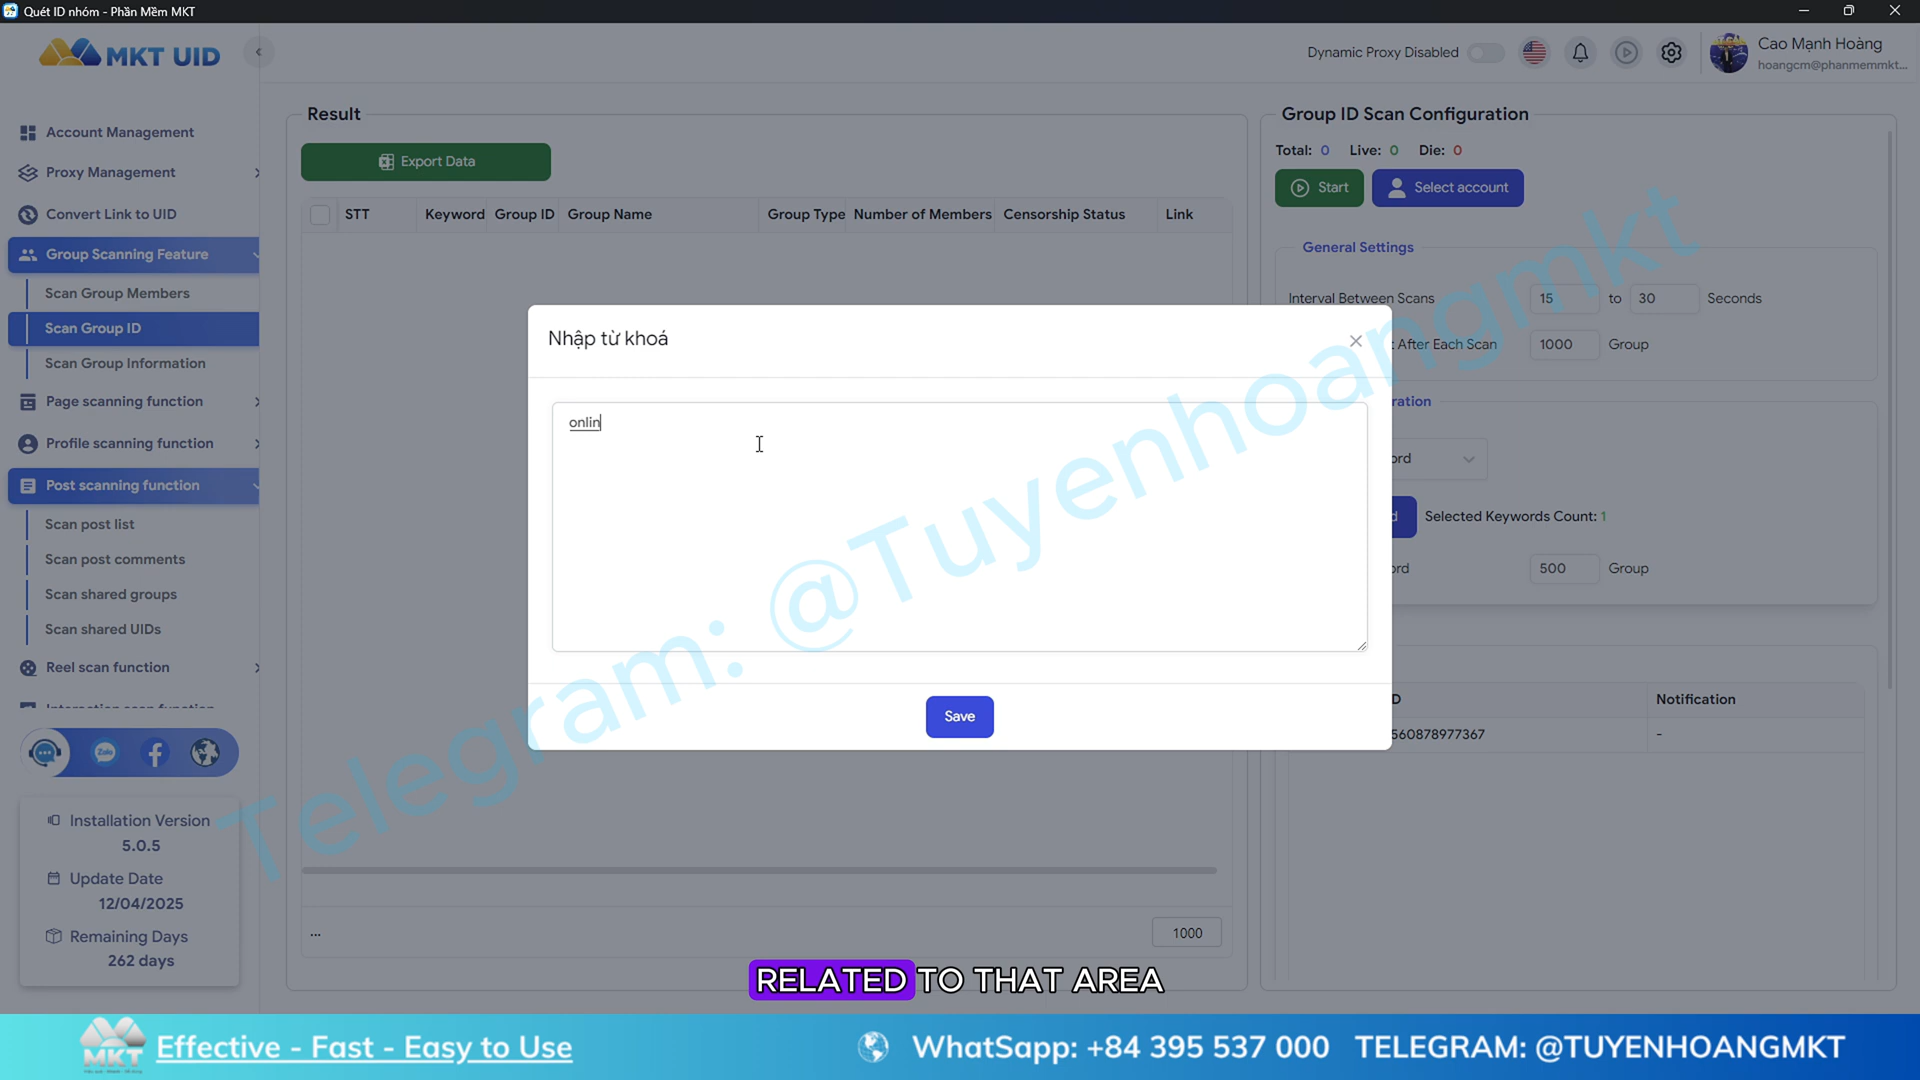 Quét ID nhóm - Phần Mềm MKT
MKT UID
Dynamic Proxy Disabled
Cao Mạnh Hoàng
hoangcm@phanmemmkt...
Account Management
Proxy Management
Convert Link to UID
Group Scanning Feature
Scan Group Members
Scan Group ID
Scan Group Information
Page scanning function
Profile scanning function
Post scanning function
Scan post list
Scan post comments
Scan shared groups
Scan shared UIDs
Reel scan function
Interaction scan function
Zalo
Installation Version
5.0.5
Update Date
12/04/2025
Remaining Days
262 days
Result
Export Data
STT Keyword Group ID Group Name Group Type Number of Members Censorship Status Link
... 1000
Nhập từ khoá
onlin
Save
Group ID Scan Configuration
Total: 0 Live: 0 Die: 0
Start Select account
General Settings
Interval Between Scans 15 to 30 Seconds
t After Each Scan 1000 Group
ration
ord
d Selected Keywords Count: 1
ord 500 Group
D Notification
560878977367 -
Telegram: @Tuyenhoangmkt
RELATED TO THAT AREA
MKT
Effective - Fast - Easy to Use
WhatSapp: +84 395 537 000 TELEGRAM: @TUYENHOANGMKT